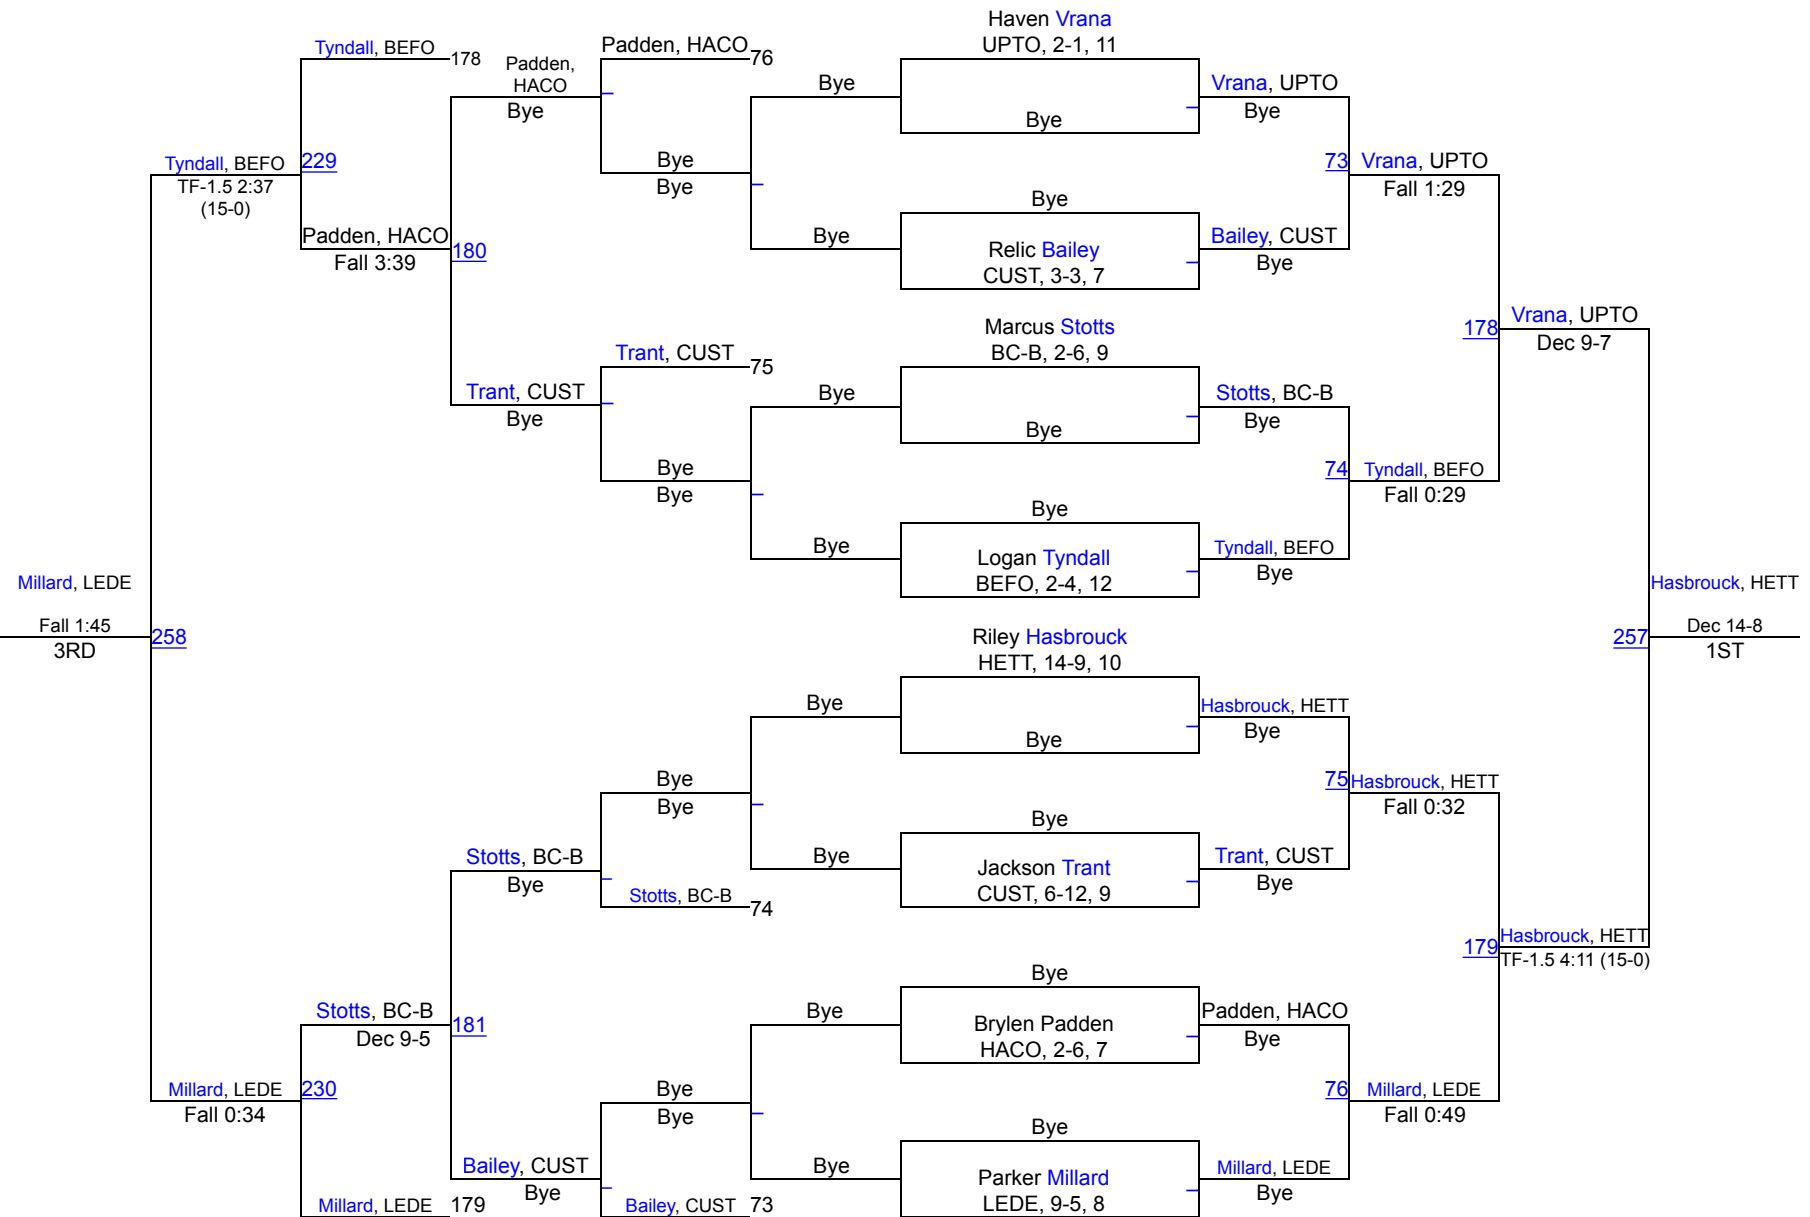 Haven Vrana
UPTO, 2-1, 11
Bye
Bye
Relic Bailey
CUST, 3-3, 7
Marcus Stotts
BC-B, 2-6, 9
Bye
Bye
Logan Tyndall
BEFO, 2-4, 12
Riley Hasbrouck
HETT, 14-9, 10
Bye
Bye
Jackson Trant
CUST, 6-12, 9
Bye
Brylen Padden
HACO, 2-6, 7
Bye
Parker Millard
LEDE, 9-5, 8
Vrana, UPTO
Bye
Bailey, CUST
Bye
Stotts, BC-B
Bye
Tyndall, BEFO
Bye
Hasbrouck, HETT
Bye
Trant, CUST
Bye
Padden, HACO
Bye
Millard, LEDE
Bye
73
Vrana, UPTO
Fall 1:29
74
Tyndall, BEFO
Fall 0:29
75
Hasbrouck, HETT
Fall 0:32
76
Millard, LEDE
Fall 0:49
178
Vrana, UPTO
Dec 9-7
179
Hasbrouck, HETT
TF-1.5 4:11 (15-0)
257
Hasbrouck, HETT
Dec 14-8
1ST
Bye
Bye
Bye
Bye
Bye
Bye
Bye
Bye
Padden, HACO
76
Bye
Bye
Trant, CUST
75
Bye
Bye
Bye
Bye
Stotts, BC-B
74
Bye
Bye
Bailey, CUST
73
Padden,
HACO
Bye
Trant, CUST
Bye
Stotts, BC-B
Bye
Bailey, CUST
Bye
Tyndall, BEFO
178
180
Padden, HACO
Fall 3:39
181
Stotts, BC-B
Dec 9-5
Millard, LEDE
179
229
Tyndall, BEFO
TF-1.5 2:37
(15-0)
230
Millard, LEDE
Fall 0:34
258
Millard, LEDE
Fall 1:45
3RD